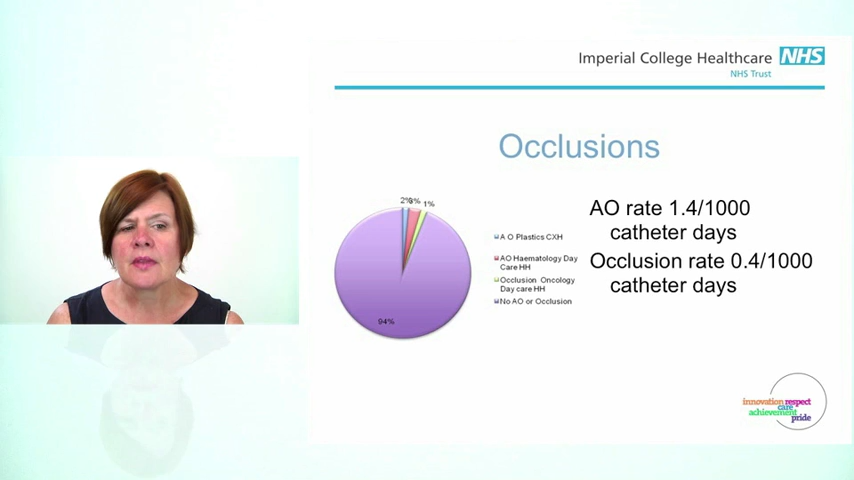 Imperial College Healthcare NHS
NHS Trust
Occlusions
2% 3% 1%
94%
A O Plastics CXH
AO Haematology Day
Care HH
Occlusion Oncology
Day care HH
No AO or Occlusion
AO rate 1.4/1000
catheter days
Occlusion rate 0.4/1000
catheter days
innovation respect
care
achievement
pride